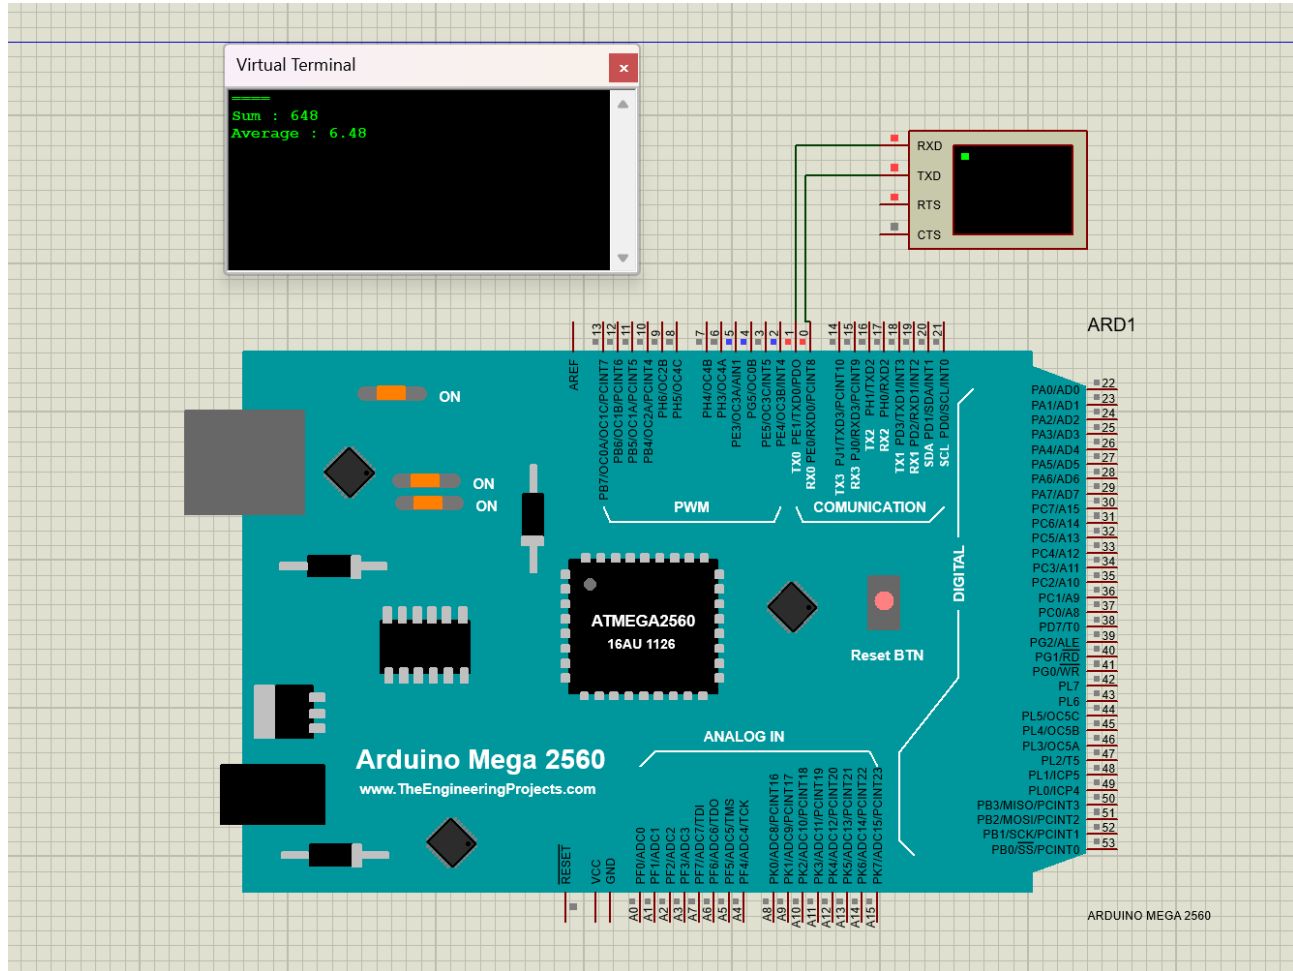 Virtual Terminal
x
====
Sum : 648
Average : 6.48
RXD
TXD
RTS
CTS
ARD1
AREF
13
12
11
10
9
8
7
6
5
4
3
2
1
0
14
15
16
17
18
19
20
21
PB7/OC0A/OC1C/PCINT7
PB6/OC1B/PCINT6
PB5/OC1A/PCINT5
PB4/OC2A/PCINT4
PH6/OC2B
PH5/OC4C
PH4/OC4B
PH3/OC4A
PE3/OC3A/AIN1
PG5/OC0B
PE5/OC3C/INT5
PE4/OC3B/INT4
TX0 PE1/TXD0/PDO
RX0 PE0/RXD0/PCINT8
TX3 PJ1/TXD3/PCINT10
RX3 PJ0/RXD3/PCINT9
TX2 PH1/TXD2
RX2 PH0/RXD2
TX1 PD3/TXD1/INT3
RX1 PD2/RXD1/INT2
SDA PD1/SDA/INT1
SCL PD0/SCL/INT0
ON
ON
ON
PWM
COMUNICATION
DIGITAL
PA0/AD0 22
PA1/AD1 23
PA2/AD2 24
PA3/AD3 25
PA4/AD4 26
PA5/AD5 27
PA6/AD6 28
PA7/AD7 29
PC7/A15 30
PC6/A14 31
PC5/A13 32
PC4/A12 33
PC3/A11 34
PC2/A10 35
PC1/A9 36
PC0/A8 37
PD7/T0 38
PG2/ALE 39
PG1/RD 40
PG0/WR 41
PL7 42
PL6 43
PL5/OC5C 44
PL4/OC5B 45
PL3/OC5A 46
PL2/T5 47
PL1/ICP5 48
PL0/ICP4 49
PB3/MISO/PCINT3 50
PB2/MOSI/PCINT2 51
PB1/SCK/PCINT1 52
PB0/SS/PCINT0 53
ATMEGA2560
16AU 1126
Reset BTN
ANALOG IN
Arduino Mega 2560
www.TheEngineeringProjects.com
RESET
VCC
GND
PF0/ADC0
PF1/ADC1
PF2/ADC2
PF3/ADC3
PF7/ADC7/TDI
PF6/ADC6/TDO
PF5/ADC5/TMS
PF4/ADC4/TCK
PK0/ADC8/PCINT16
PK1/ADC9/PCINT17
PK2/ADC10/PCINT18
PK3/ADC11/PCINT19
PK4/ADC12/PCINT20
PK5/ADC13/PCINT21
PK6/ADC14/PCINT22
PK7/ADC15/PCINT23
A0
A1
A2
A3
A7
A6
A5
A4
A8
A9
A10
A11
A12
A13
A14
A15
ARDUINO MEGA 2560